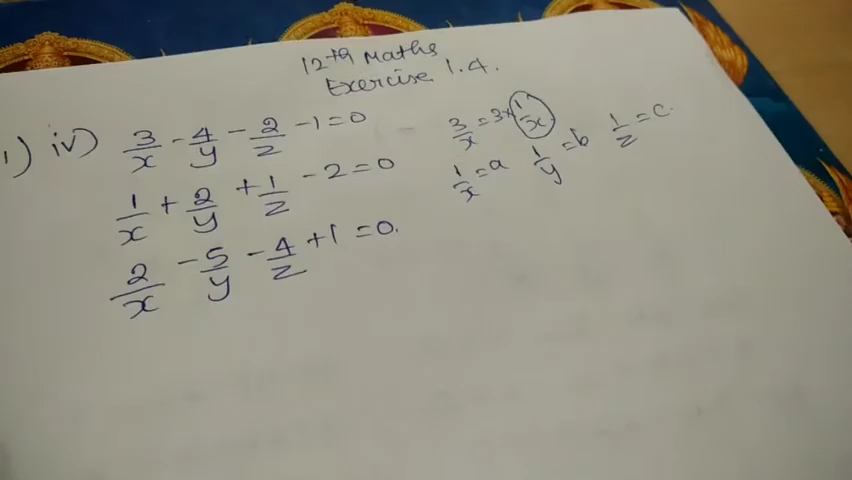 12th Maths
Exercise 1.4.
1) iv) 3/x - 4/y - 2/z - 1 = 0
1/x + 2/y + 1/z - 2 = 0
2/x - 5/y - 4/z + 1 = 0.
3/x = 3x 1/x
1/x = a 1/y = b 1/z = c.